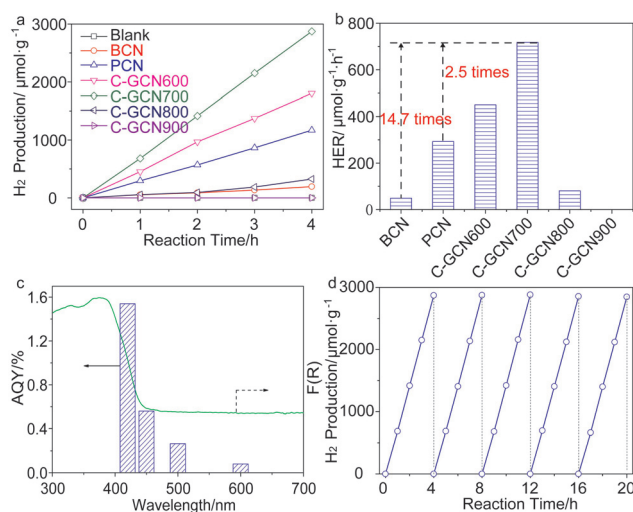 a
H2 Production/ μmol·g-1
3000
2000
1000
0
Blank
BCN
PCN
C-GCN600
C-GCN700
C-GCN800
C-GCN900
0 1 2 3 4
Reaction Time/h
b
HER/ μmol·g-1·h-1
800
600
400
200
0
2.5 times
14.7 times
BCN
PCN
C-GCN600
C-GCN700
C-GCN800
C-GCN900
c
AQY/%
1.6
1.2
0.8
0.4
0.0
F(R)
300 400 500 600 700
Wavelength/nm
d
H2 Production/μmol·g-1
3000
2000
1000
0
0 4 8 12 16 20
Reaction Time/h